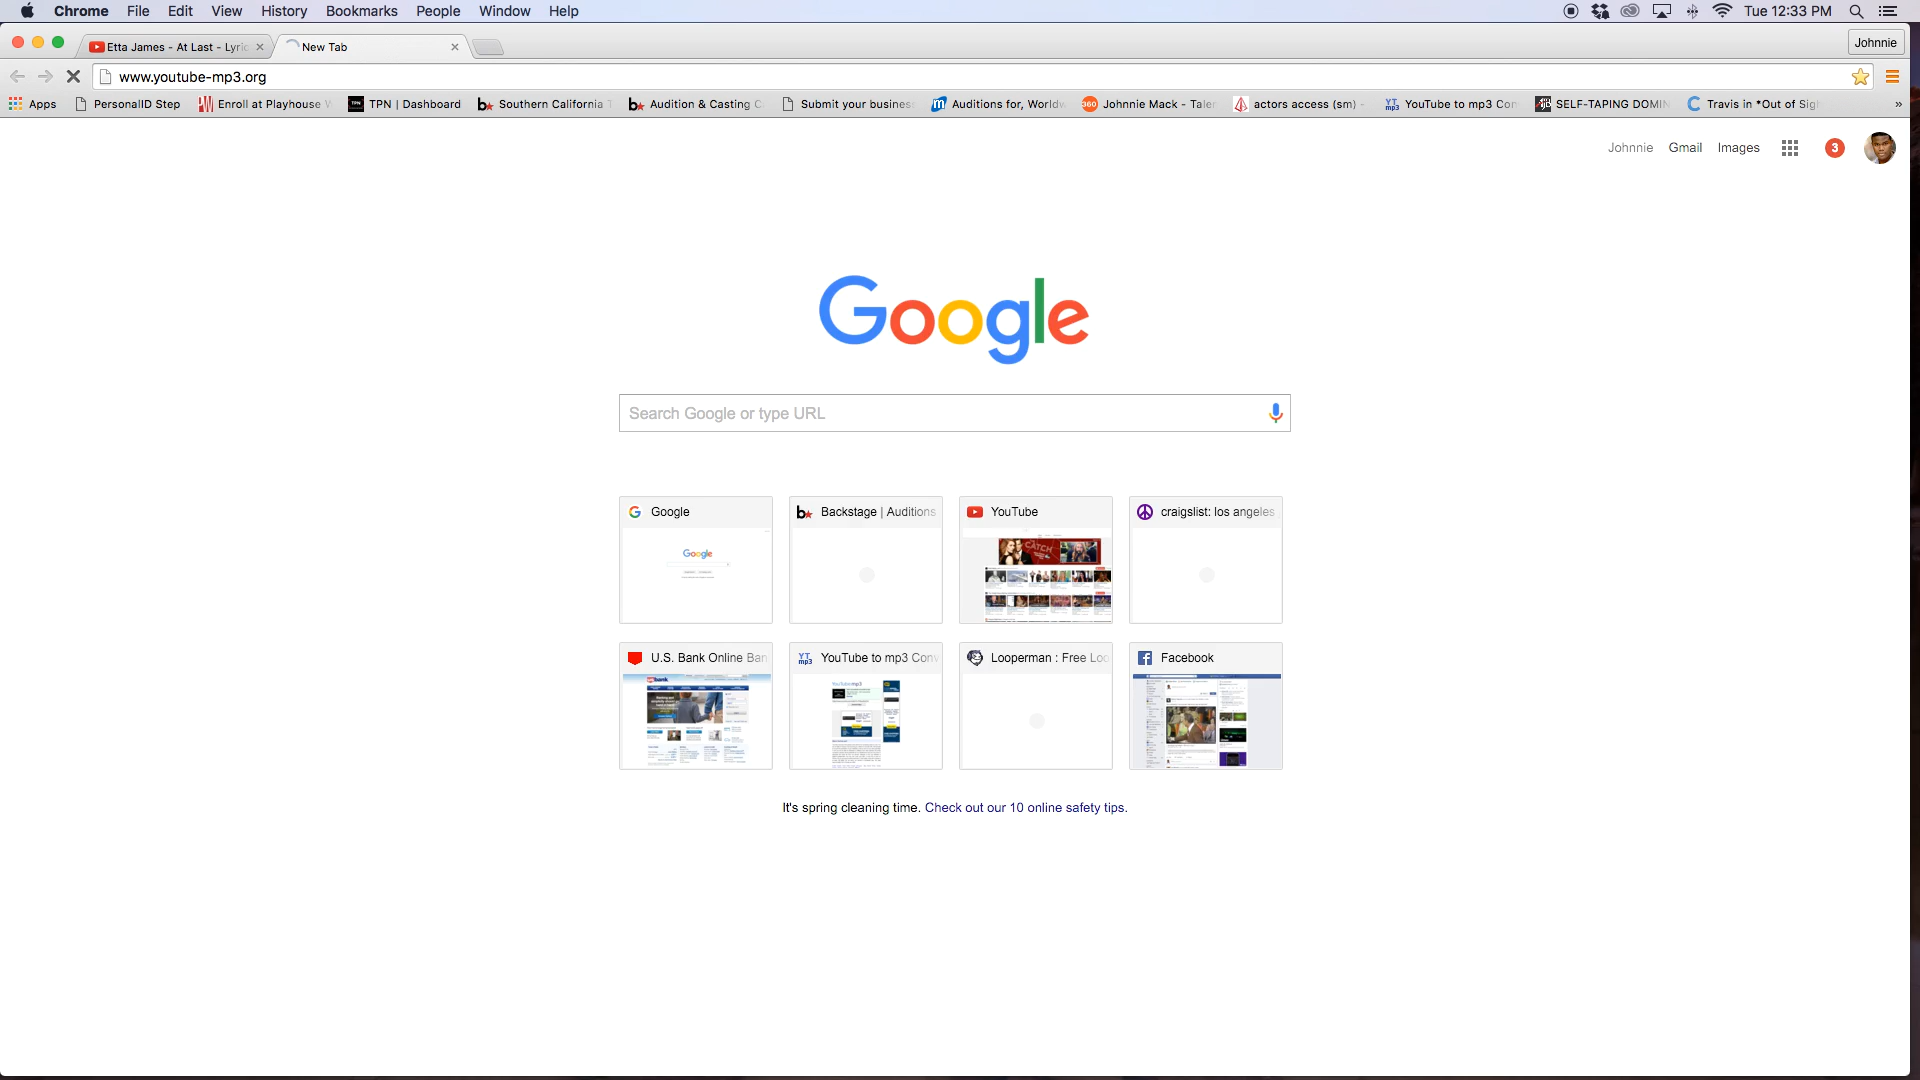 Chrome File Edit View History Bookmarks People Window Help Tue 12:33 PM
Etta James - At Last - Lyric New Tab Johnnie
www.youtube-mp3.org
Apps PersonalID Step Enroll at Playhouse TPN | Dashboard Southern California Audition & Casting C Submit your business Auditions for, Worldw Johnnie Mack - Talen actors access (sm) - YouTube to mp3 Con SELF-TAPING DOMIN Travis in *Out of Sig »
Johnnie Gmail Images 3
Google
Search Google or type URL
Google Backstage | Auditions YouTube craigslist: los angeles
U.S. Bank Online Ban YouTube to mp3 Conv Looperman : Free Loo Facebook
It's spring cleaning time. Check out our 10 online safety tips.